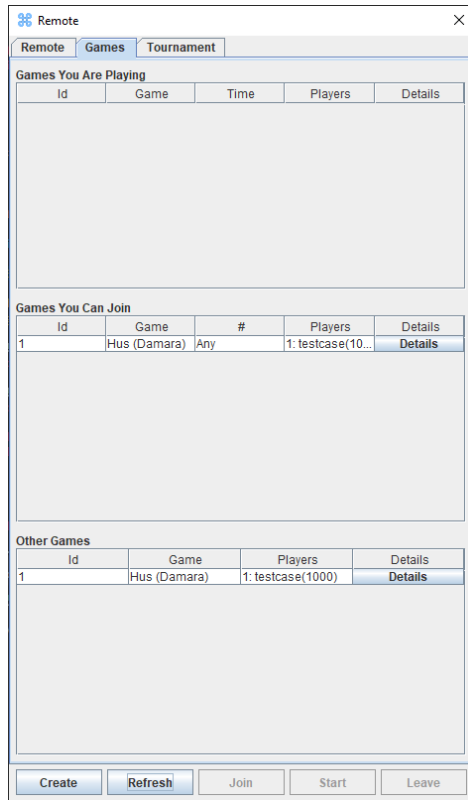 Remote
Remote Games Tournament
Games You Are Playing
Id Game Time Players Details
Games You Can Join
Id Game # Players Details
1 Hus (Damara) Any 1: testcase(10... Details
Other Games
Id Game Players Details
1 Hus (Damara) 1: testcase(1000) Details
Create Refresh Join Start Leave